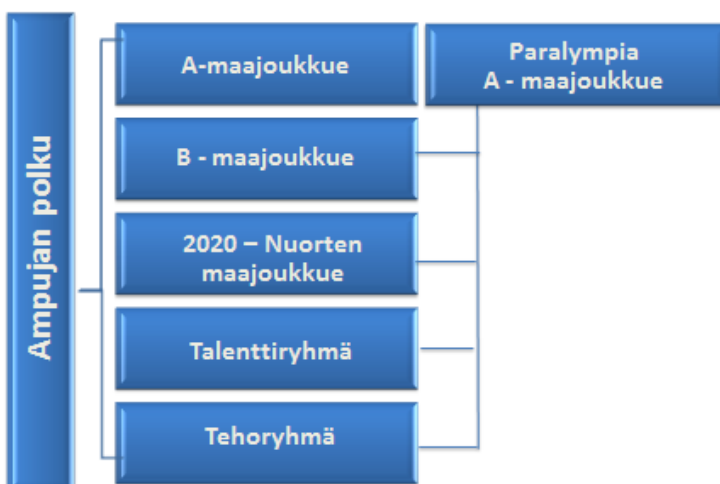 Ampujan polku
A-maajoukkue
Paralympia
A - maajoukkue
B - maajoukkue
2020 – Nuorten
maajoukkue
Talenttiryhmä
Tehoryhmä